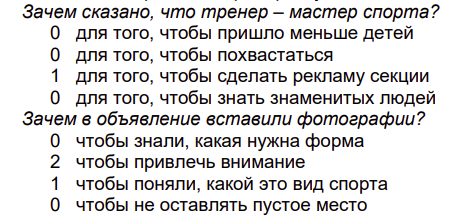 Зачем сказано, что тренер – мастер спорта?
0 для того, чтобы пришло меньше детей
0 для того, чтобы похвастаться
1 для того, чтобы сделать рекламу секции
0 для того, чтобы знать знаменитых людей
Зачем в объявление вставили фотографии?
0 чтобы знали, какая нужна форма
2 чтобы привлечь внимание
1 чтобы поняли, какой это вид спорта
0 чтобы не оставлять пустое место